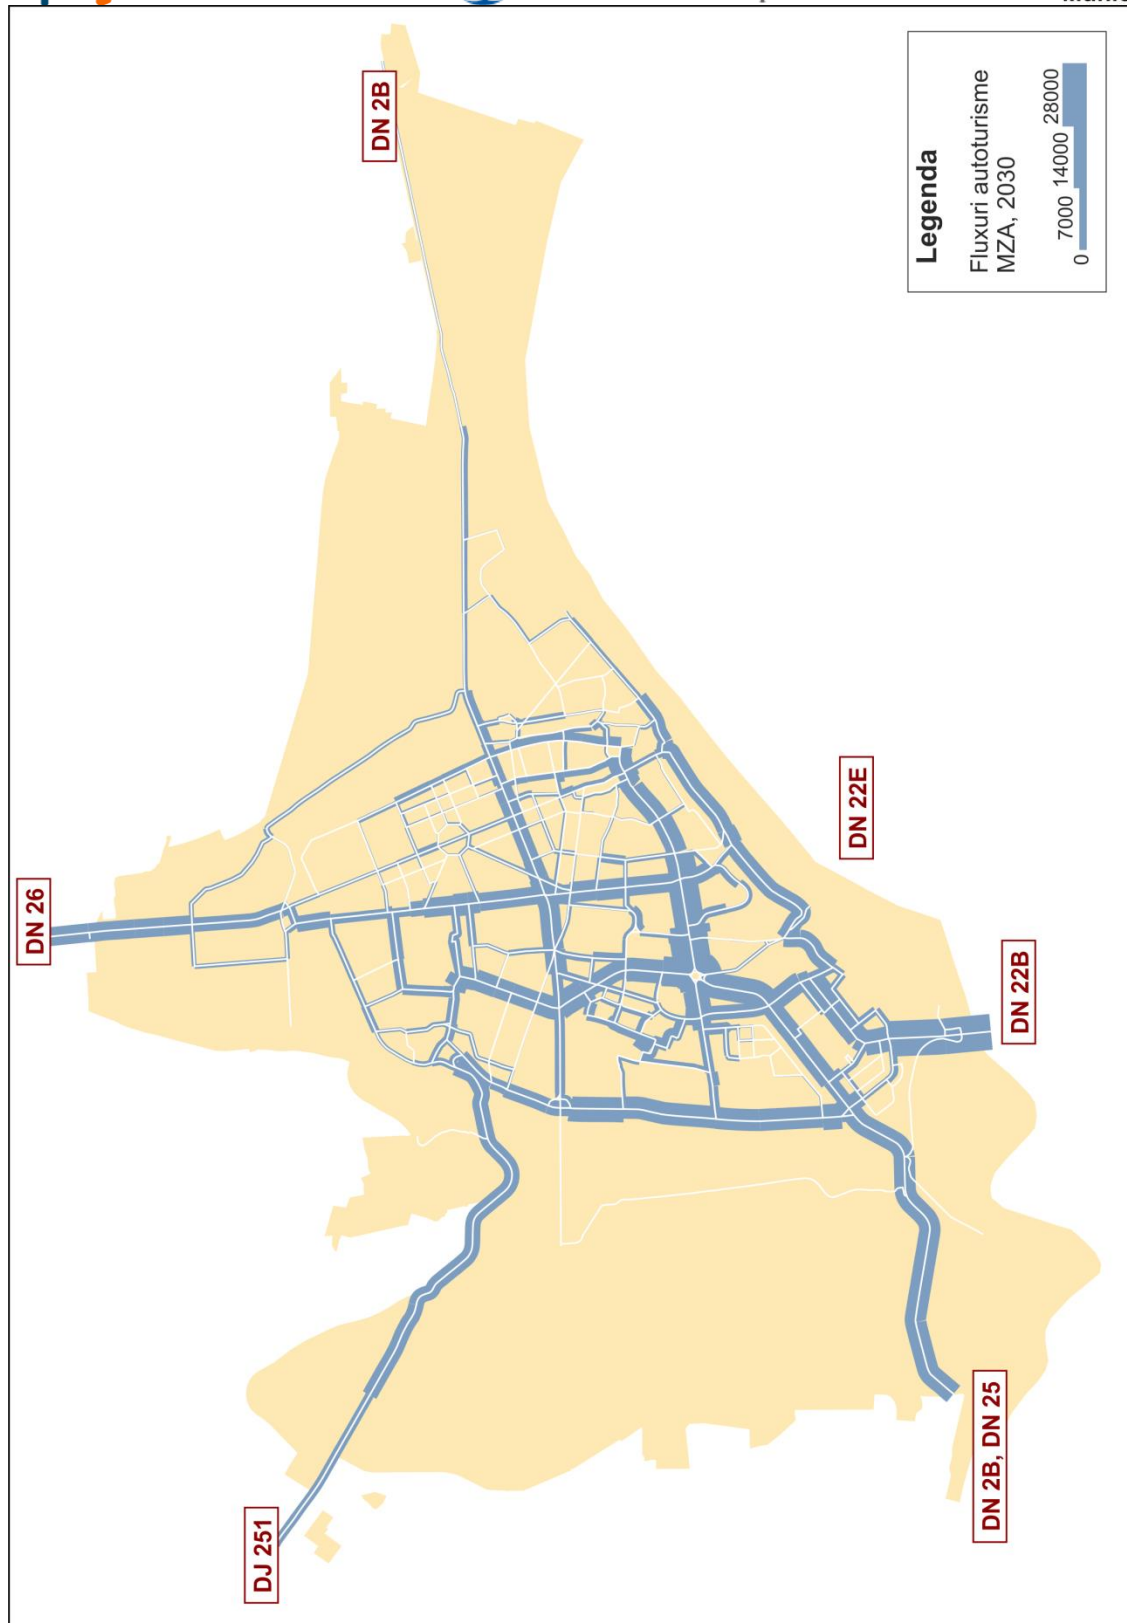 DN 2B
DN 26
Legenda
Fluxuri autoturisme
MZA, 2030
0 7000 14000 28000
DN 22E
DN 22B
DJ 251
DN 2B, DN 25